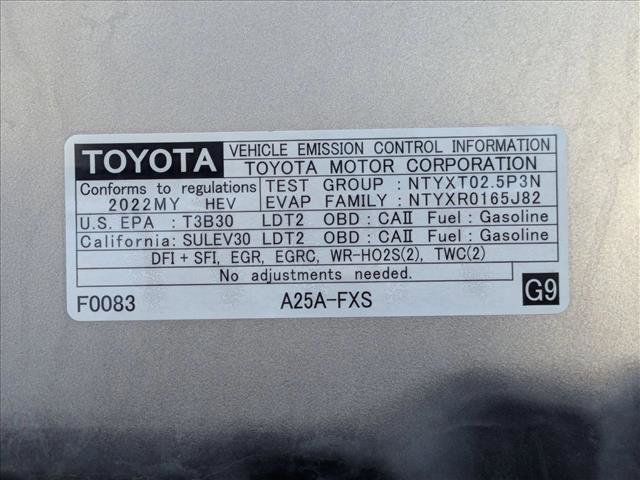 TOYOTA VEHICLE EMISSION CONTROL INFORMATION
TOYOTA MOTOR CORPORATION
Conforms to regulations TEST GROUP : NTYXT02.5P3N
2022MY HEV EVAP FAMILY : NTYXR0165J82
U.S. EPA : T3B30 LDT2 OBD : CAII Fuel : Gasoline
California: SULEV30 LDT2 OBD : CAII Fuel : Gasoline
DFI + SFI, EGR, EGRC, WR-HO2S(2), TWC(2)
No adjustments needed.
F0083 A25A-FXS G9